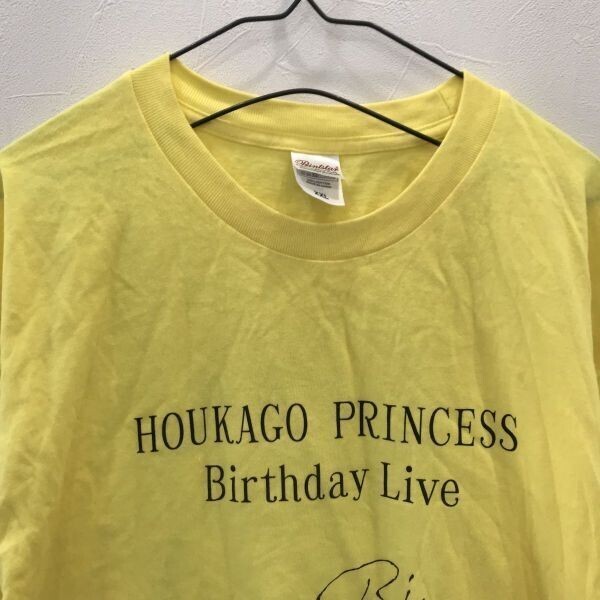 Printstar
XXL
HOUKAGO PRINCESS
Birthday Live